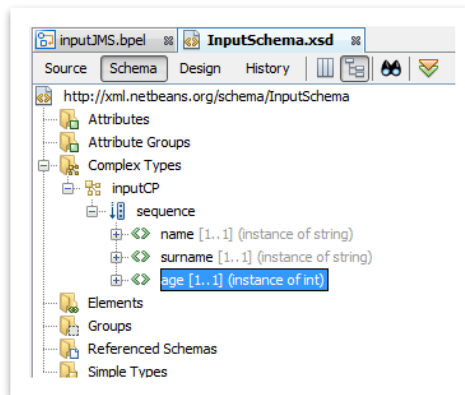 inputJMS.bpel InputSchema.xsd
Source Schema Design History
http://xml.netbeans.org/schema/InputSchema
Attributes
Attribute Groups
Complex Types
inputCP
sequence
name [1..1] (instance of string)
surname [1..1] (instance of string)
age [1..1] (instance of int)
Elements
Groups
Referenced Schemas
Simple Types